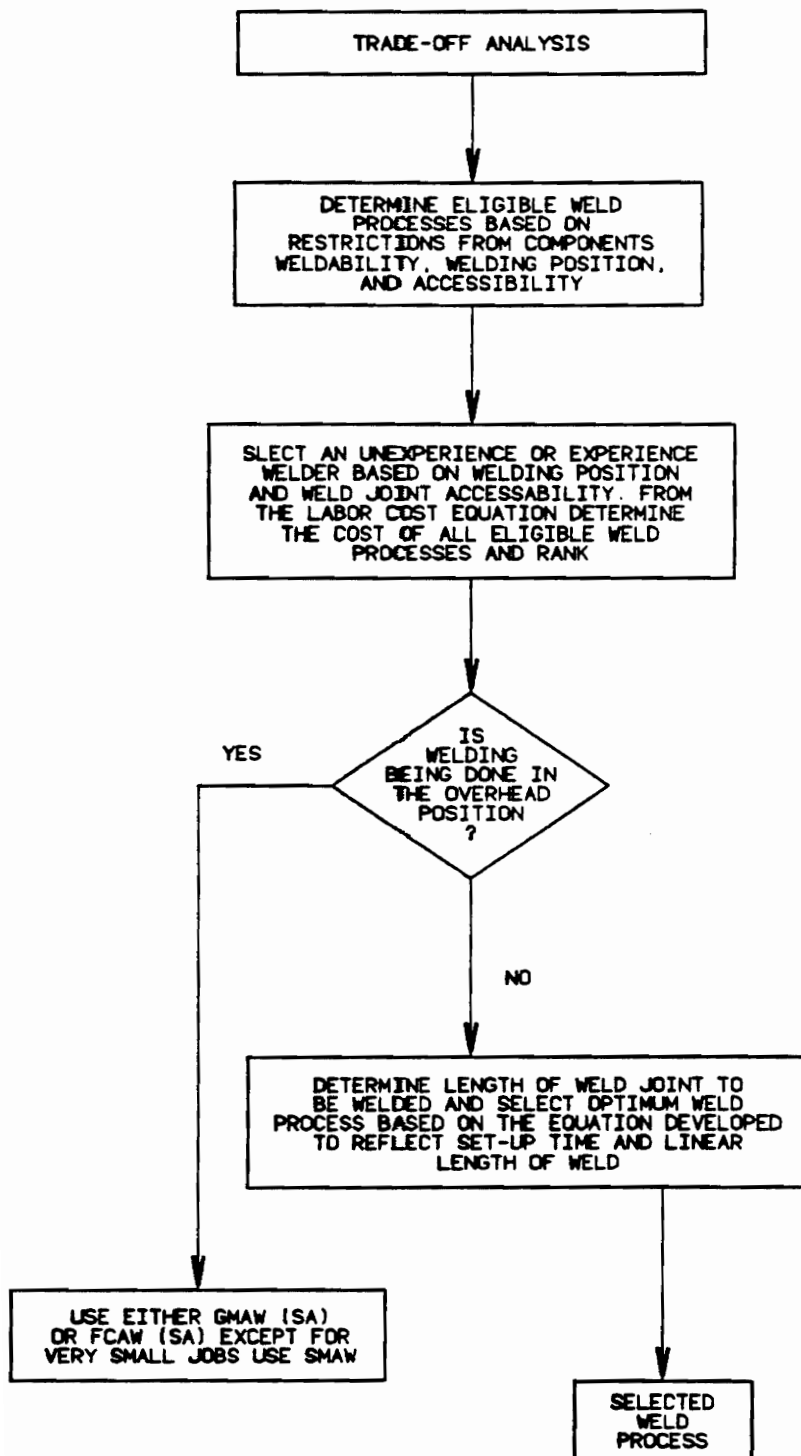 TRADE-OFF ANALYSIS
DETERMINE ELIGIBLE WELD
PROCESSES BASED ON
RESTRICTIONS FROM COMPONENTS
WELDABILITY, WELDING POSITION,
AND ACCESSIBILITY
SLECT AN UNEXPERIENCE OR EXPERIENCE
WELDER BASED ON WELDING POSITION
AND WELD JOINT ACCESSABILITY. FROM
THE LABOR COST EQUATION DETERMINE
THE COST OF ALL ELIGIBLE WELD
PROCESSES AND RANK
IS
WELDING
BEING DONE IN
THE OVERHEAD
POSITION
?
YES
NO
DETERMINE LENGTH OF WELD JOINT TO
BE WELDED AND SELECT OPTIMUM WELD
PROCESS BASED ON THE EQUATION DEVELOPED
TO REFLECT SET-UP TIME AND LINEAR
LENGTH OF WELD
USE EITHER GMAW (SA)
OR FCAW (SA) EXCEPT FOR
VERY SMALL JOBS USE SMAW
SELECTED
WELD
PROCESS